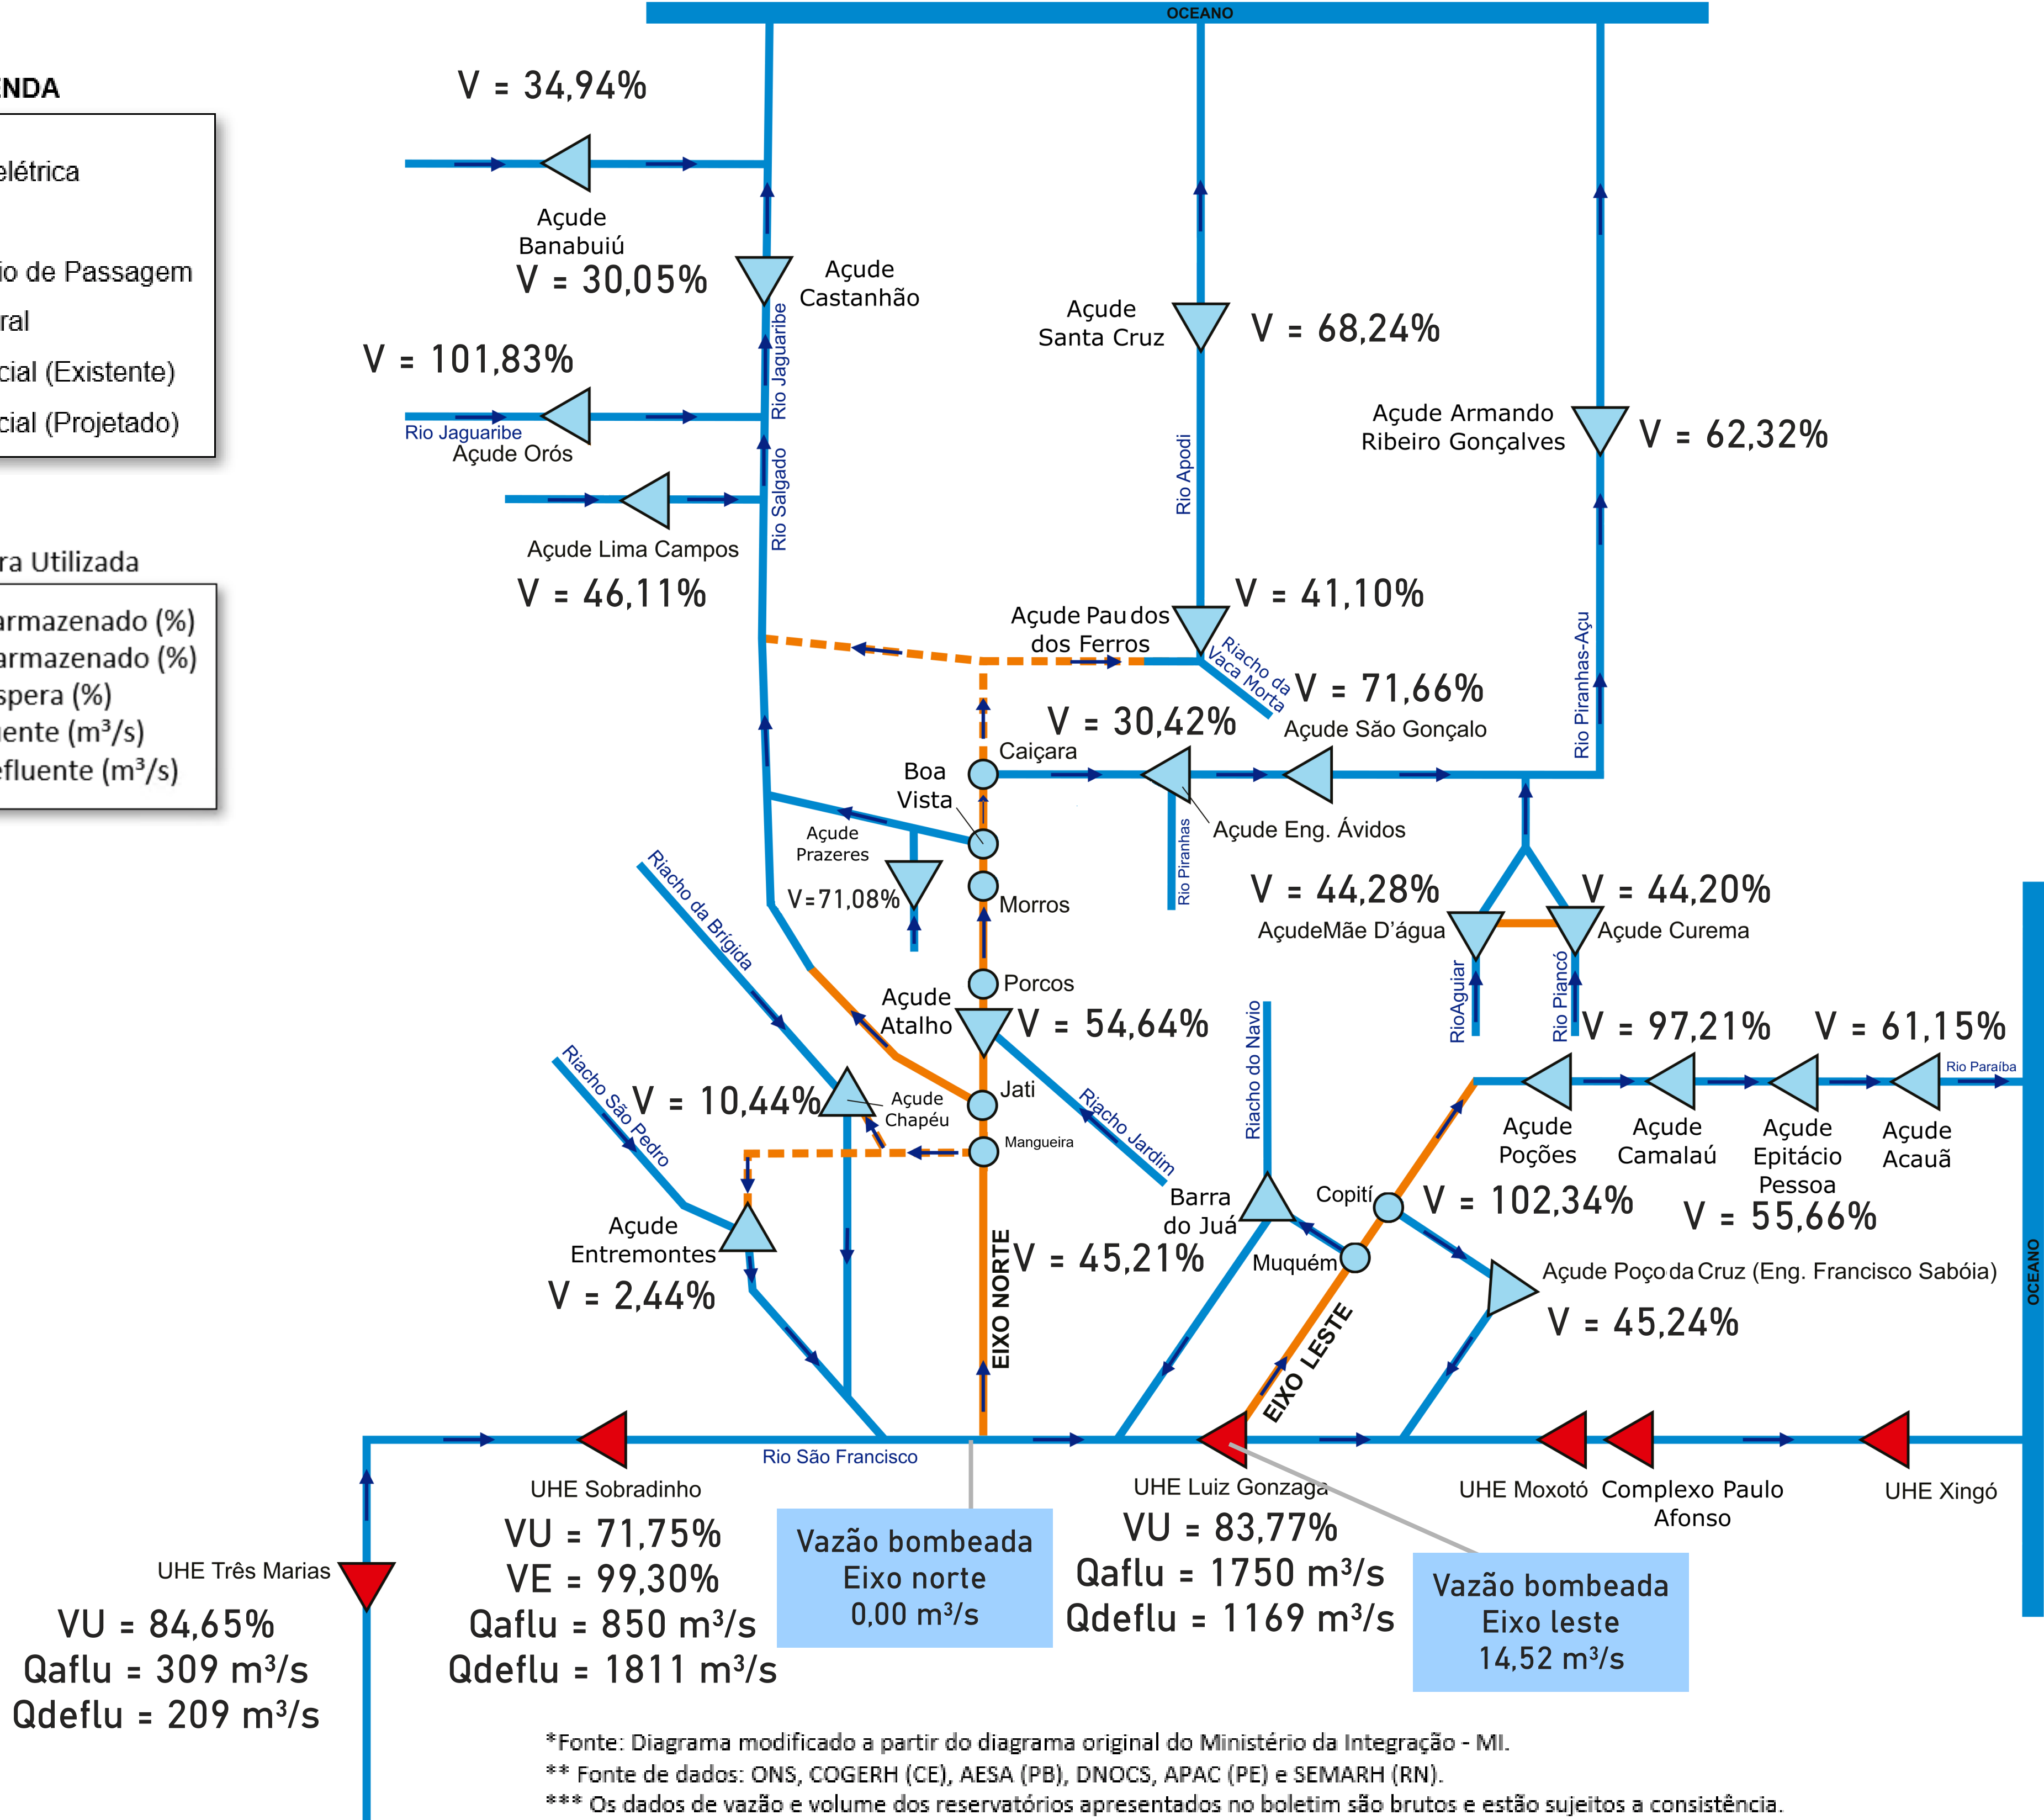 OCEANO
V = 34,94%
ENDA
elétrica
io de Passagem
ral
cial (Existente)
cial (Projetado)
Açude
Banabuiú
V = 30,05%
Açude
Castanhão
Rio Jaguaribe
V = 101,83%
Rio Jaguaribe
Açude Orós
Rio Salgado
Açude Lima Campos
V = 46,11%
Açude
Santa Cruz
V = 68,24%
Rio Apodi
Açude Armando
Ribeiro Gonçalves
V = 62,32%
Rio Piranhas-Açu
ra Utilizada
armazenado (%)
armazenado (%)
spera (%)
uente (m³/s)
efluente (m³/s)
Açude Pau dos
dos Ferros
V = 41,10%
Riacho da
Vaca Morta
V = 71,66%
Açude São Gonçalo
V = 30,42%
Caiçara
Boa
Vista
Açude Eng. Ávidos
Rio Piranhas
Açude
Prazeres
V=71,08%
Morros
Riacho da Brígida
V = 44,28%
AçudeMãe D'água
V = 44,20%
Açude Curema
RioAguiar
Rio Piancó
Porcos
Açude
Atalho
V = 54,64%
Riacho Jardim
Jati
Mangueira
Açude
Chapéu
V = 10,44%
Riacho São Pedro
Açude
Entremontes
V = 2,44%
EIXO NORTE
V = 45,21%
Riacho do Navio
Barra
do Juá
Muquém
Copití
EIXO LESTE
V = 97,21%
V = 61,15%
Rio Paraíba
Açude
Poções
Açude
Camalaú
Açude
Epitácio
Pessoa
Açude
Acauã
V = 102,34%
V = 55,66%
Açude Poço da Cruz (Eng. Francisco Sabóia)
V = 45,24%
OCEANO
Rio São Francisco
UHE Sobradinho
VU = 71,75%
VE = 99,30%
Qaflu = 850 m³/s
Qdeflu = 1811 m³/s
Vazão bombeada
Eixo norte
0,00 m³/s
UHE Luiz Gonzaga
VU = 83,77%
Qaflu = 1750 m³/s
Qdeflu = 1169 m³/s
Vazão bombeada
Eixo leste
14,52 m³/s
UHE Moxotó
Complexo Paulo
Afonso
UHE Xingó
UHE Três Marias
VU = 84,65%
Qaflu = 309 m³/s
Qdeflu = 209 m³/s
*Fonte: Diagrama modificado a partir do diagrama original do Ministério da Integração - MI.
** Fonte de dados: ONS, COGERH (CE), AESA (PB), DNOCS, APAC (PE) e SEMARH (RN).
*** Os dados de vazão e volume dos reservatórios apresentados no boletim são brutos e estão sujeitos a consistência.